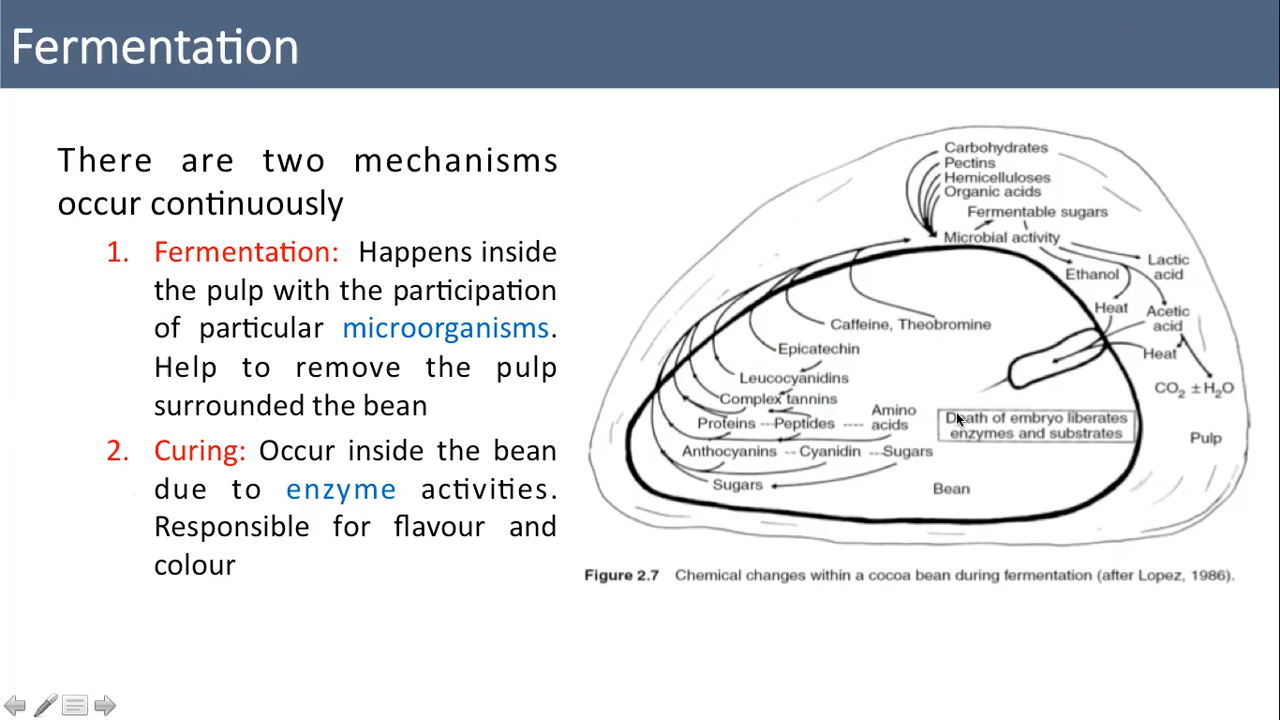 Fermentation
There are two mechanisms
occur continuously
1. Fermentation: Happens inside
the pulp with the participation
of particular microorganisms.
Help to remove the pulp
surrounded the bean
2. Curing: Occur inside the bean
due to enzyme activities.
Responsible for flavour and
colour
Carbohydrates
Pectins
Hemicelluloses
Organic acids
Fermentable sugars
Microbial activity
Lactic
acid
Ethanol
Heat
Acetic
acid
Heat
CO2 ± H2O
Pulp
Caffeine, Theobromine
Epicatechin
Leucocyanidins
Complex tannins
Proteins --- Peptides ---- Amino
acids
Anthocyanins -- Cyanidin --- Sugars
Sugars
Death of embryo liberates
enzymes and substrates
Bean
Figure 2.7 Chemical changes within a cocoa bean during fermentation (after Lopez, 1986).